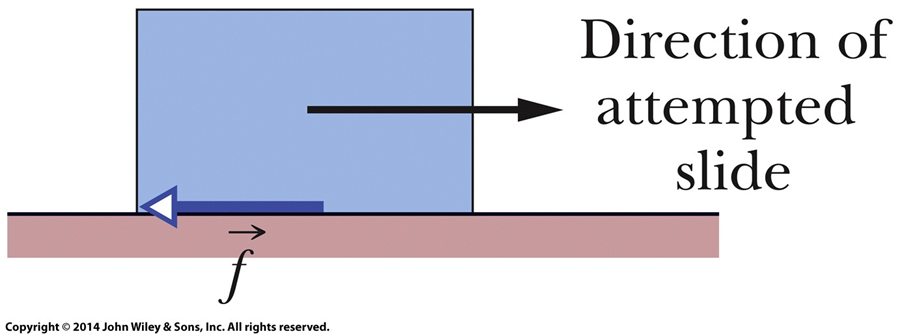 Direction of
attempted
slide
f
Copyright © 2014 John Wiley & Sons, Inc. All rights reserved.